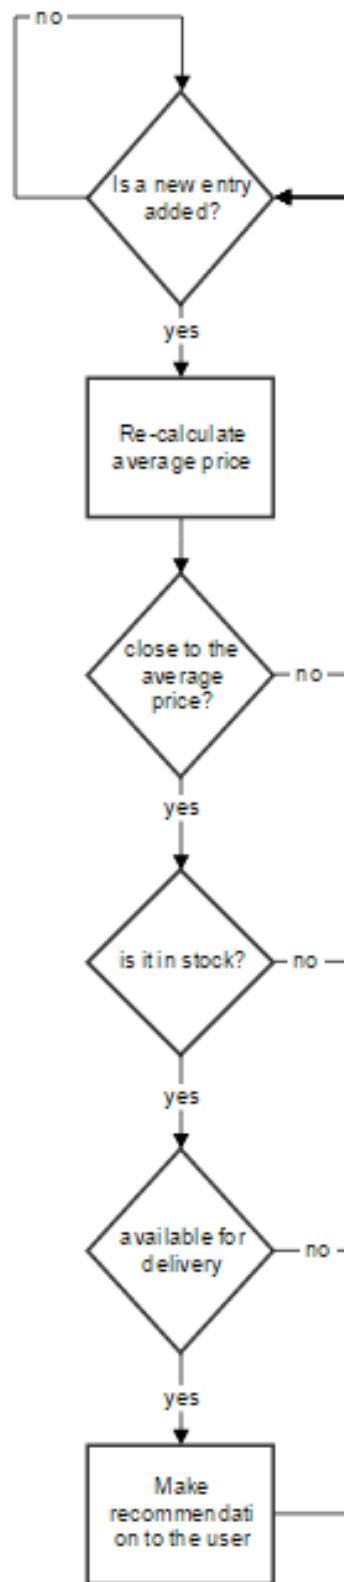 no
Is a new entry
added?
yes
Re-calculate
average price
close to the
average
price?
no
yes
is it in stock?
no
yes
available for
delivery
no
yes
Make
recommendati
on to the user